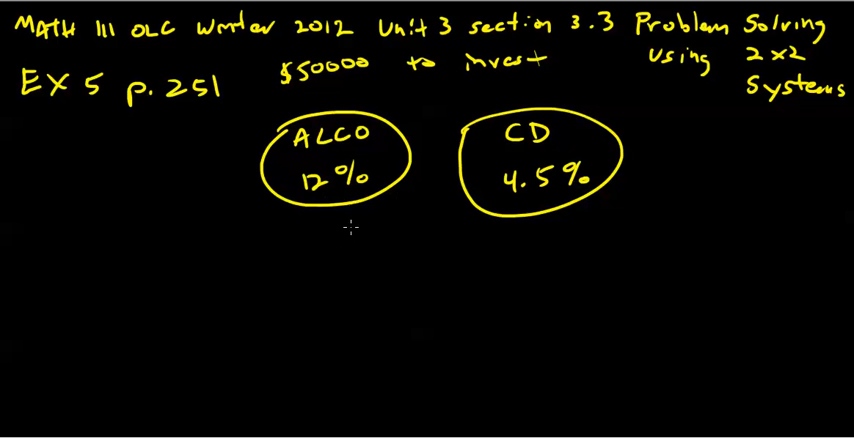 MATH 111 OLC Winter 2012 Unit 3 section 3.3 Problem Solving
using 2x2
Systems
EX 5 p. 251 $50000 to invest
ALCO CD
12% 4.5%